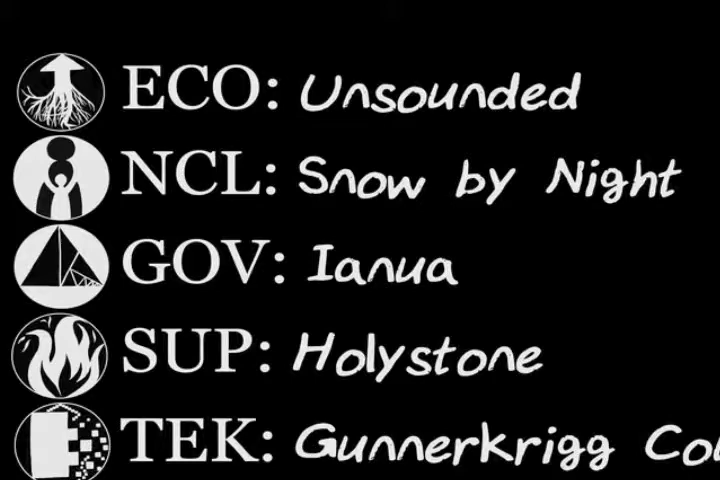 ECO: Unsounded
NCL: Snow by Night
GOV: Ianua
SUP: Holystone
TEK: Gunnerkrigg